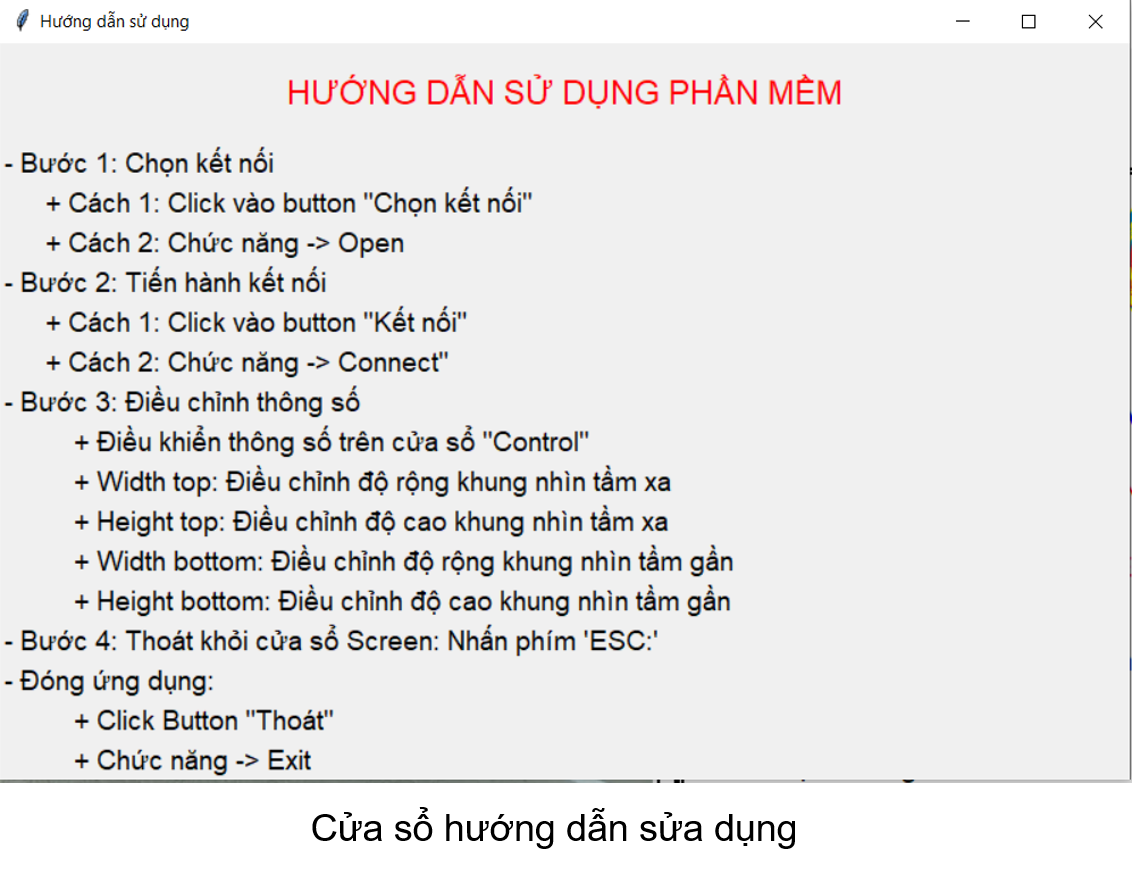 Hướng dẫn sử dụng
HƯỚNG DẪN SỬ DỤNG PHẦN MỀM
- Bước 1: Chọn kết nối
+ Cách 1: Click vào button "Chọn kết nối"
+ Cách 2: Chức năng -> Open
- Bước 2: Tiến hành kết nối
+ Cách 1: Click vào button "Kết nối"
+ Cách 2: Chức năng -> Connect"
- Bước 3: Điều chỉnh thông số
+ Điều khiển thông số trên cửa sổ "Control"
+ Width top: Điều chỉnh độ rộng khung nhìn tầm xa
+ Height top: Điều chỉnh độ cao khung nhìn tầm xa
+ Width bottom: Điều chỉnh độ rộng khung nhìn tầm gần
+ Height bottom: Điều chỉnh độ cao khung nhìn tầm gần
- Bước 4: Thoát khỏi cửa sổ Screen: Nhấn phím 'ESC:'
- Đóng ứng dụng:
+ Click Button "Thoát"
+ Chức năng -> Exit
Cửa sổ hướng dẫn sửa dụng